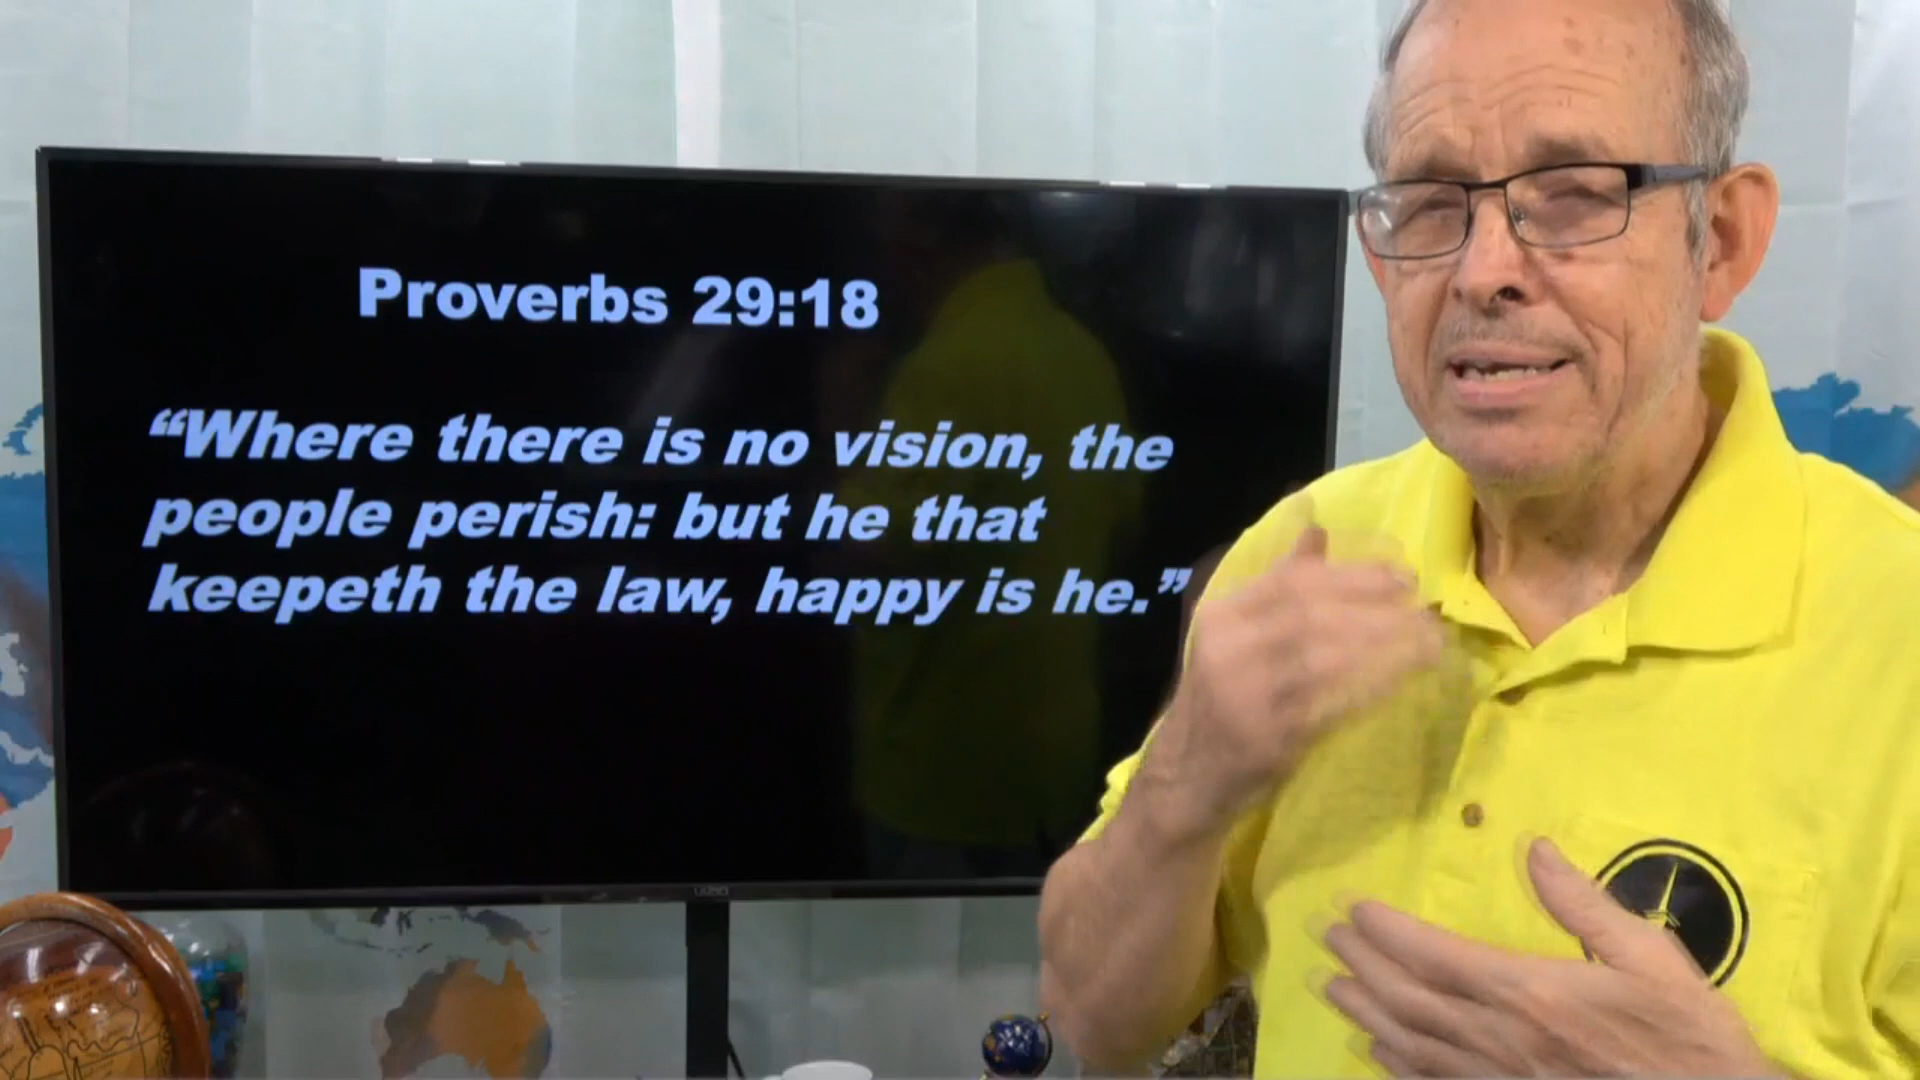 Proverbs 29:18
“Where there is no vision, the
people perish: but he that
keepeth the law, happy is he.”